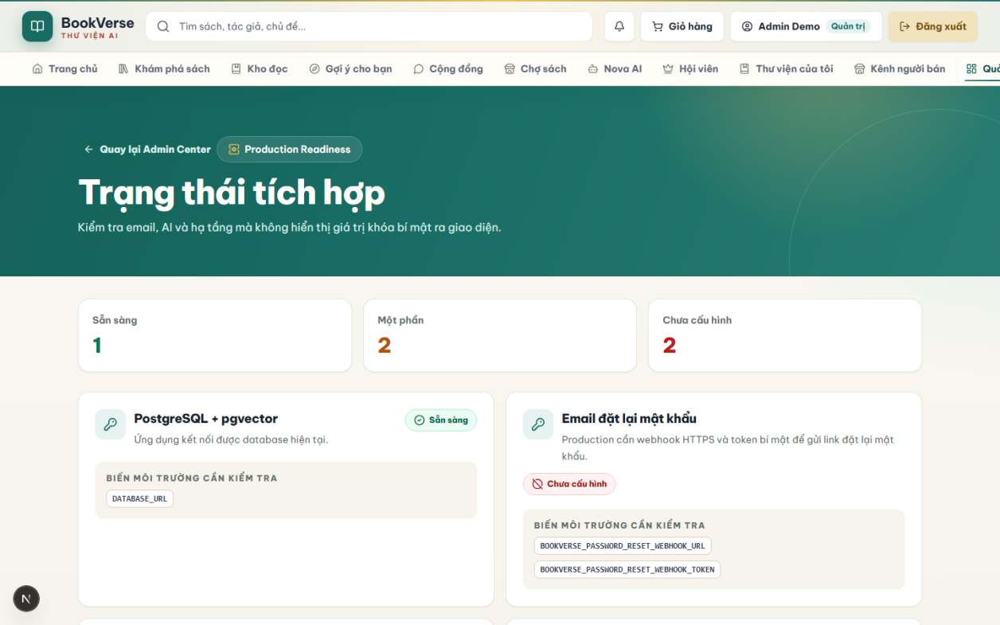 BookVerse
THƯ VIỆN AI
Tìm sách, tác giả, chủ đề...
Giỏ hàng
Admin Demo
Quản trị
Đăng xuất
Trang chủ
Khám phá sách
Kho đọc
Gợi ý cho bạn
Cộng đồng
Chợ sách
Nova AI
Hội viên
Thư viện của tôi
Kênh người bán
Quay lại Admin Center
Production Readiness
Trạng thái tích hợp
Kiểm tra email, AI và hạ tầng mà không hiển thị giá trị khóa bí mật ra giao diện.
Sẵn sàng
1
Một phần
2
Chưa cấu hình
2
PostgreSQL + pgvector
Sẵn sàng
Ứng dụng kết nối được database hiện tại.
BIẾN MÔI TRƯỜNG CẦN KIỂM TRA
DATABASE_URL
Email đặt lại mật khẩu
Production cần webhook HTTPS và token bí mật để gửi link đặt lại mật
khẩu.
Chưa cấu hình
BIẾN MÔI TRƯỜNG CẦN KIỂM TRA
BOOKVERSE_PASSWORD_RESET_WEBHOOK_URL
BOOKVERSE_PASSWORD_RESET_WEBHOOK_TOKEN
N